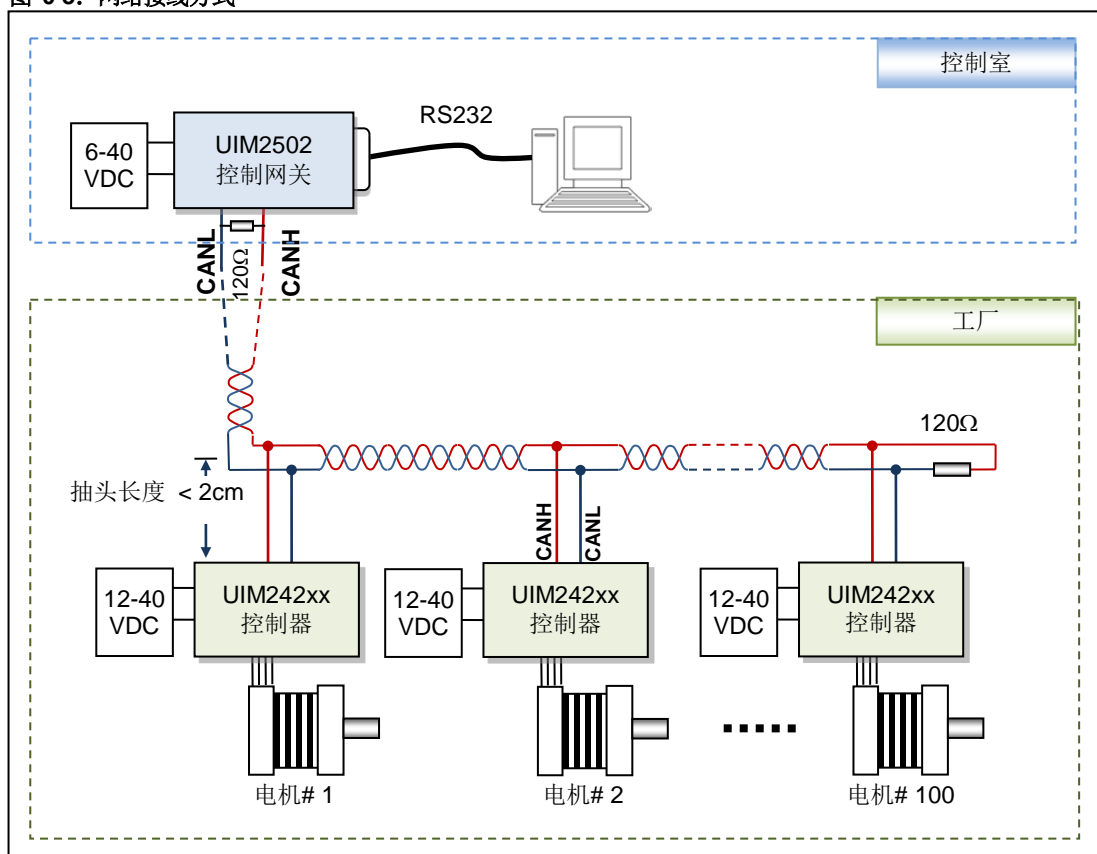 控制室
RS232
6-40
VDC
UIM2502
控制网关
CANL
120Ω
CANH
工厂
120Ω
抽头长度 < 2cm
CANH
CANL
12-40
VDC
UIM242xx
控制器
12-40
VDC
UIM242xx
控制器
12-40
VDC
UIM242xx
控制器
电机# 1
电机# 2
电机# 100